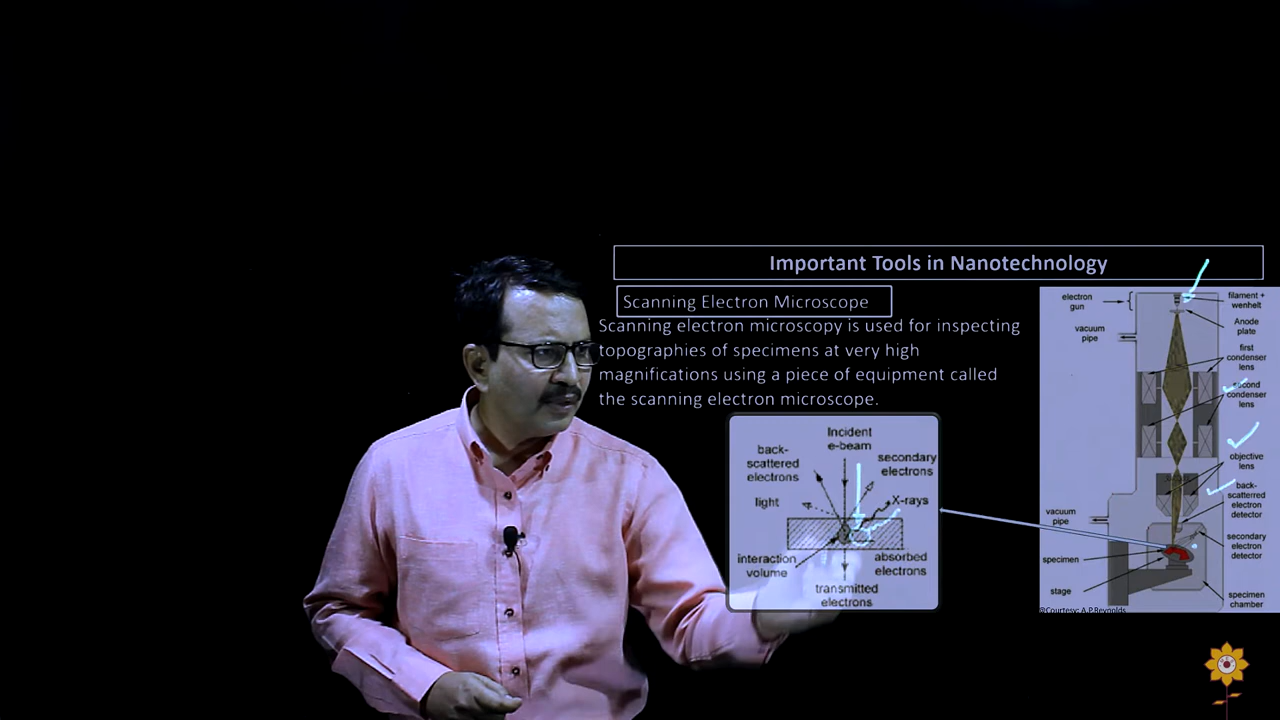 Important Tools in Nanotechnology
Scanning Electron Microscope
Scanning electron microscopy is used for inspecting
topographies of specimens at very high
magnifications using a piece of equipment called
the scanning electron microscope.
Incident
e-beam
back-
scattered
electrons
secondary
electrons
light
X-rays
interaction
volume
absorbed
electrons
transmitted
electrons
electron
gun
filament +
wenhelt
Anode
plate
vacuum
pipe
first
condenser
lens
second
condenser
lens
objective
lens
back-
scatterred
electron
detector
vacuum
pipe
secondary
electron
detector
specimen
stage
specimen
chamber
©Courtesy: A.P.Reynolds